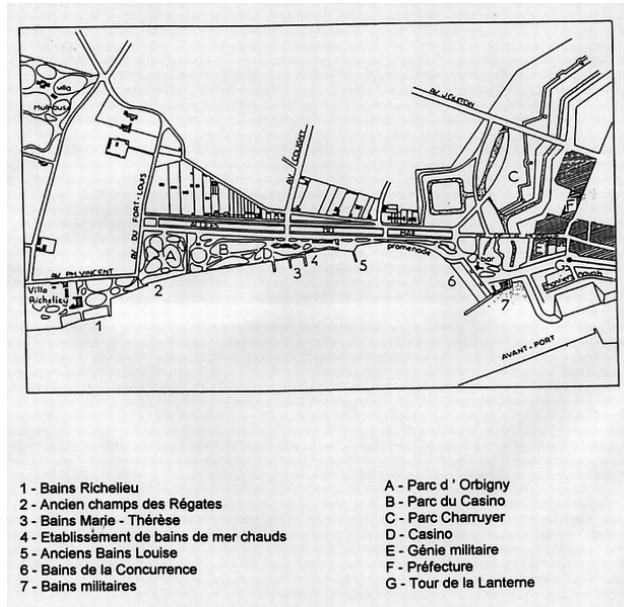 villa
Mulhouse
AV. J. GUITON
AV. COLIGNY
AV. DU FORT-LOUIS
C
ALLEES DU MAIL
A
B
D
promenade
bar
AV. PH. VINCENT
Villa
Richelieu
1
2
3
4
5
6
7
AVANT-PORT
1 - Bains Richelieu
2 - Ancien champs des Régates
3 - Bains Marie - Thérèse
4 - Etablissement de bains de mer chauds
5 - Anciens Bains Louise
6 - Bains de la Concurrence
7 - Bains militaires
A - Parc d ' Orbigny
B - Parc du Casino
C - Parc Charruyer
D - Casino
E - Génie militaire
F - Préfecture
G - Tour de la Lanterne